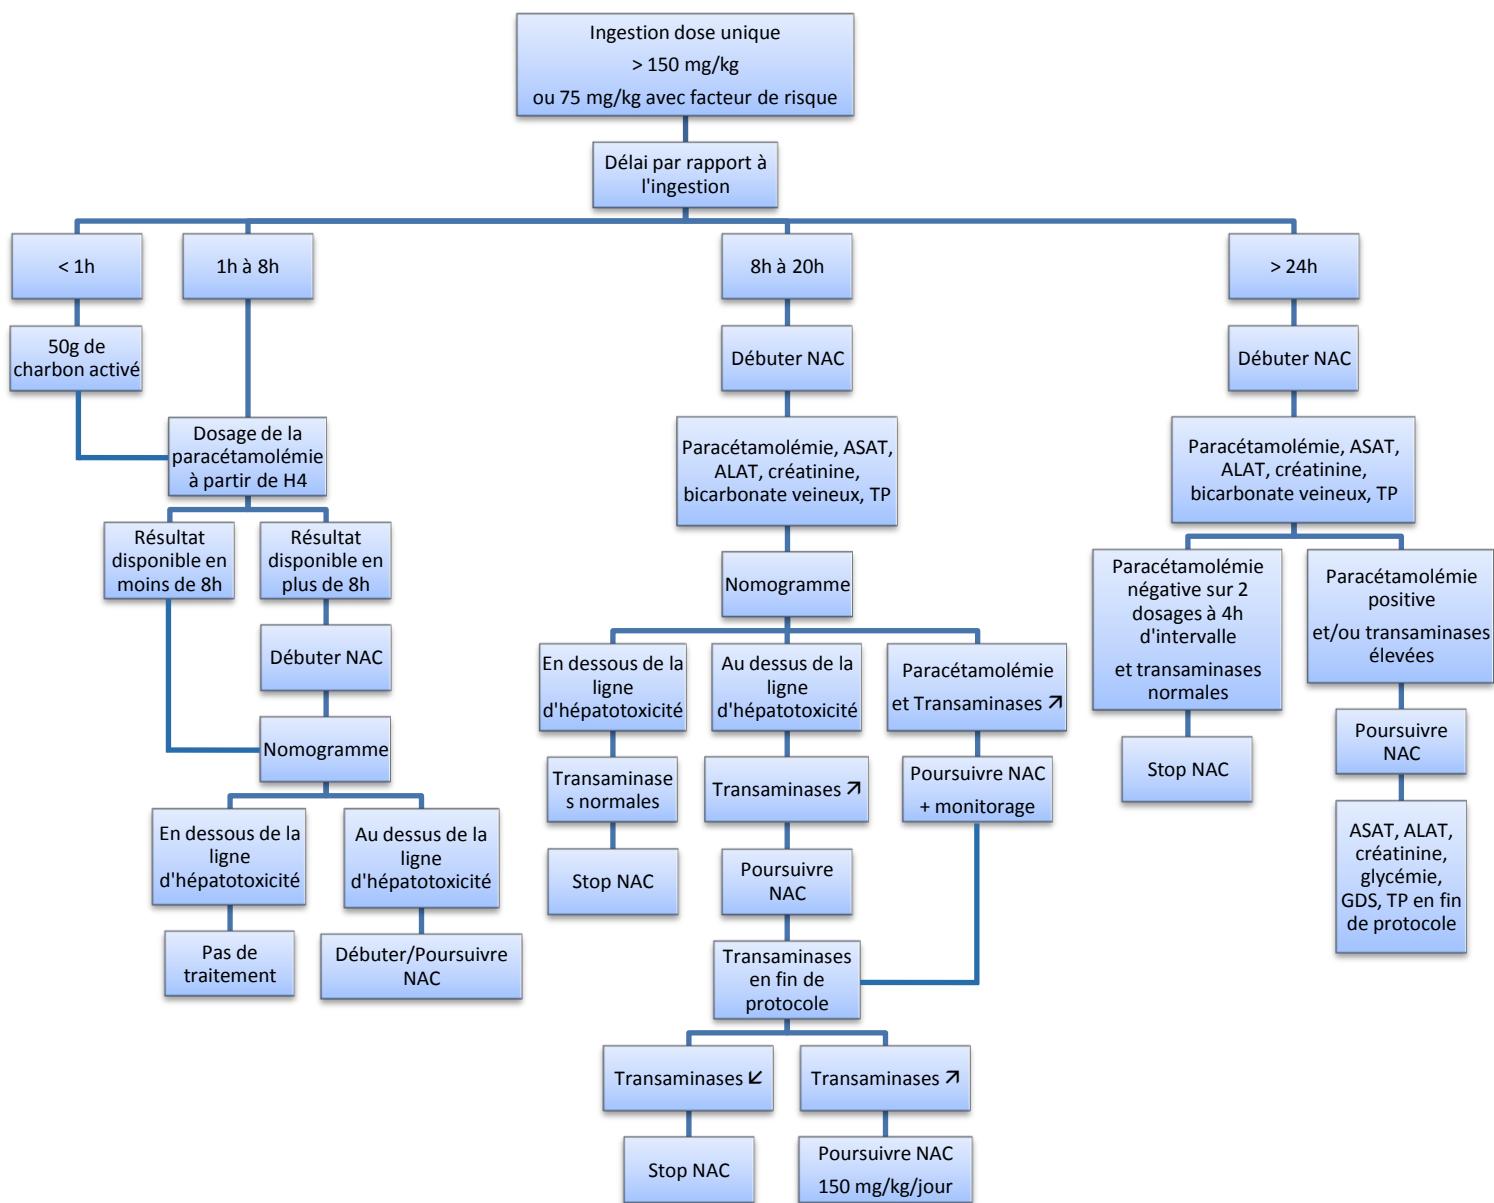 Ingestion dose unique
> 150 mg/kg
ou 75 mg/kg avec facteur de risque
Délai par rapport à
l'ingestion
< 1h
50g de
charbon activé
1h à 8h
Dosage de la
paracétamolémie
à partir de H4
Résultat
disponible en
moins de 8h
Résultat
disponible en
plus de 8h
Débuter NAC
Nomogramme
En dessous de la
ligne
d'hépatotoxicité
Pas de
traitement
Au dessus de la
ligne
d'hépatotoxicité
Débuter/Poursuivre
NAC
8h à 20h
Débuter NAC
Paracétamolémie, ASAT,
ALAT, créatinine,
bicarbonate veineux, TP
Nomogramme
En dessous de la
ligne
d'hépatotoxicité
Transaminase
s normales
Stop NAC
Au dessus de la
ligne
d'hépatotoxicité
Transaminases ↗
Poursuivre
NAC
Paracétamolémie
et Transaminases ↗
Poursuivre NAC
+ monitorage
Transaminases
en fin de
protocole
Transaminases ↙
Stop NAC
Transaminases ↗
Poursuivre NAC
150 mg/kg/jour
> 24h
Débuter NAC
Paracétamolémie, ASAT,
ALAT, créatinine,
bicarbonate veineux, TP
Paracétamolémie
négative sur 2
dosages à 4h
d'intervalle
et transaminases
normales
Stop NAC
Paracétamolémie
positive
et/ou transaminases
élevées
Poursuivre
NAC
ASAT, ALAT,
créatinine,
glycémie,
GDS, TP en fin
de protocole